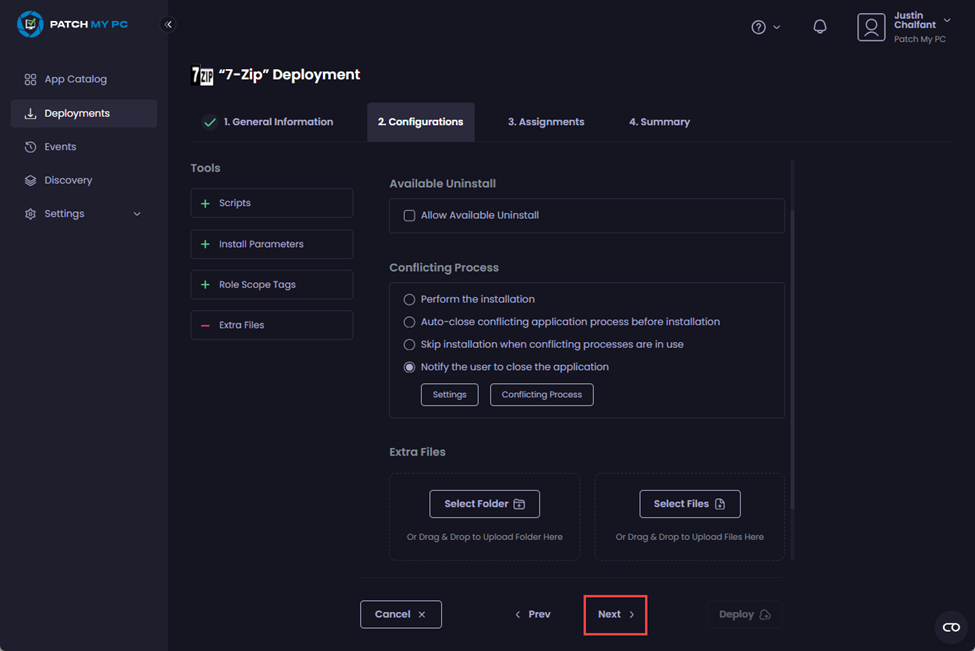 PATCH MY PC
Justin
Chalfant
Patch My PC
App Catalog
Deployments
Events
Discovery
Settings
7ZIP "7-Zip" Deployment
1. General Information
2. Configurations
3. Assignments
4. Summary
Tools
Scripts
Install Parameters
Role Scope Tags
Extra Files
Available Uninstall
Allow Available Uninstall
Conflicting Process
Perform the installation
Auto-close conflicting application process before installation
Skip installation when conflicting processes are in use
Notify the user to close the application
Settings
Conflicting Process
Extra Files
Select Folder
Or Drag & Drop to Upload Folder Here
Select Files
Or Drag & Drop to Upload Files Here
Cancel
Prev
Next
Deploy